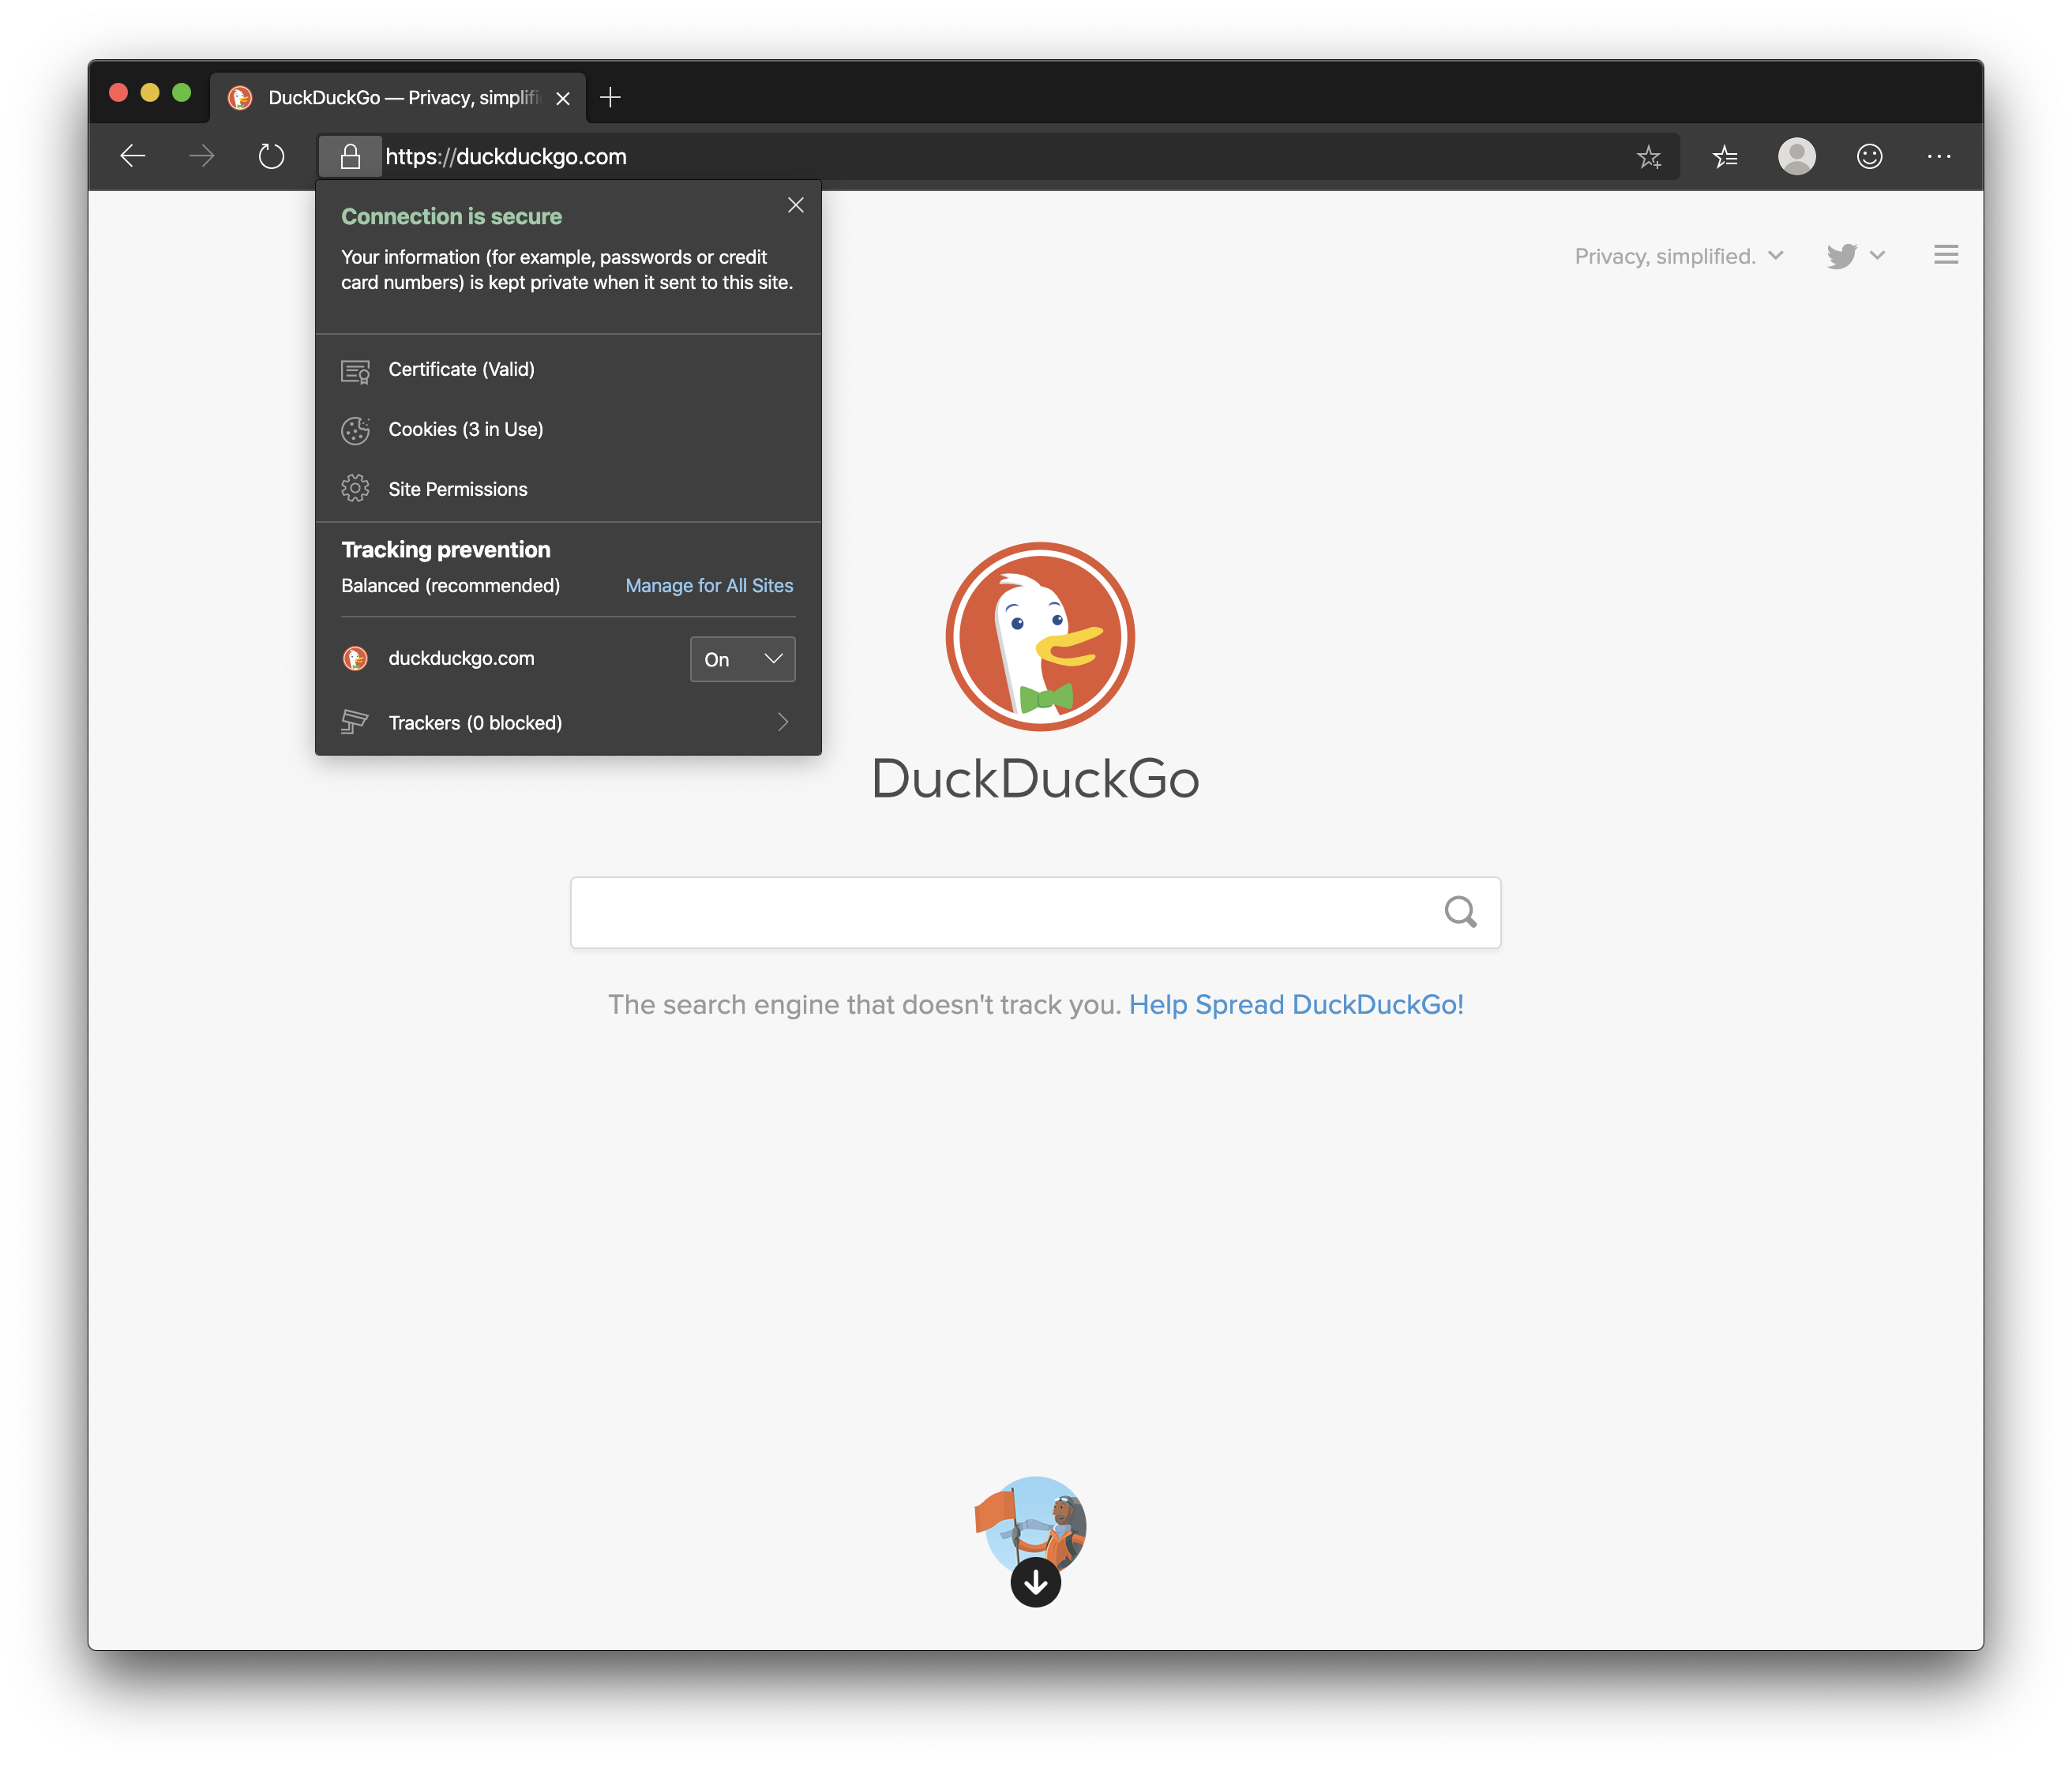 DuckDuckGo — Privacy, simplifi
https://duckduckgo.com
Connection is secure
Your information (for example, passwords or credit
card numbers) is kept private when it sent to this site.
Certificate (Valid)
Cookies (3 in Use)
Site Permissions
Tracking prevention
Balanced (recommended) Manage for All Sites
duckduckgo.com On
Trackers (0 blocked)
Privacy, simplified.
DuckDuckGo
The search engine that doesn't track you. Help Spread DuckDuckGo!